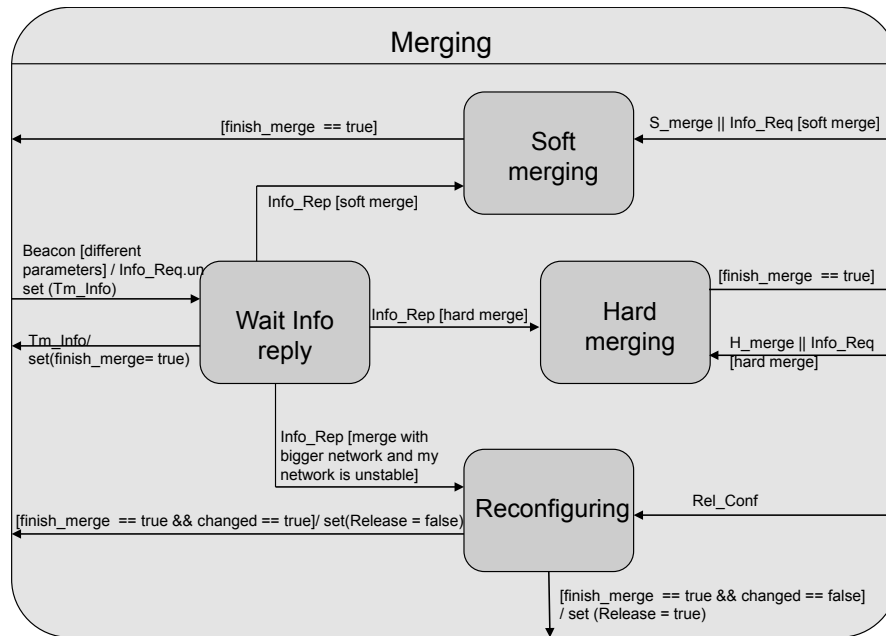 Merging
[finish_merge == true]
Soft
merging
S_merge || Info_Req [soft merge]
Info_Rep [soft merge]
Beacon [different
parameters] / Info_Req.un
set (Tm_Info)
Wait Info
reply
Info_Rep [hard merge]
Hard
merging
[finish_merge == true]
Tm_Info/
set(finish_merge= true)
H_merge || Info_Req
[hard merge]
Info_Rep [merge with
bigger network and my
network is unstable]
Reconfiguring
Rel_Conf
[finish_merge == true && changed == true]/ set(Release = false)
[finish_merge == true && changed == false]
/ set (Release = true)